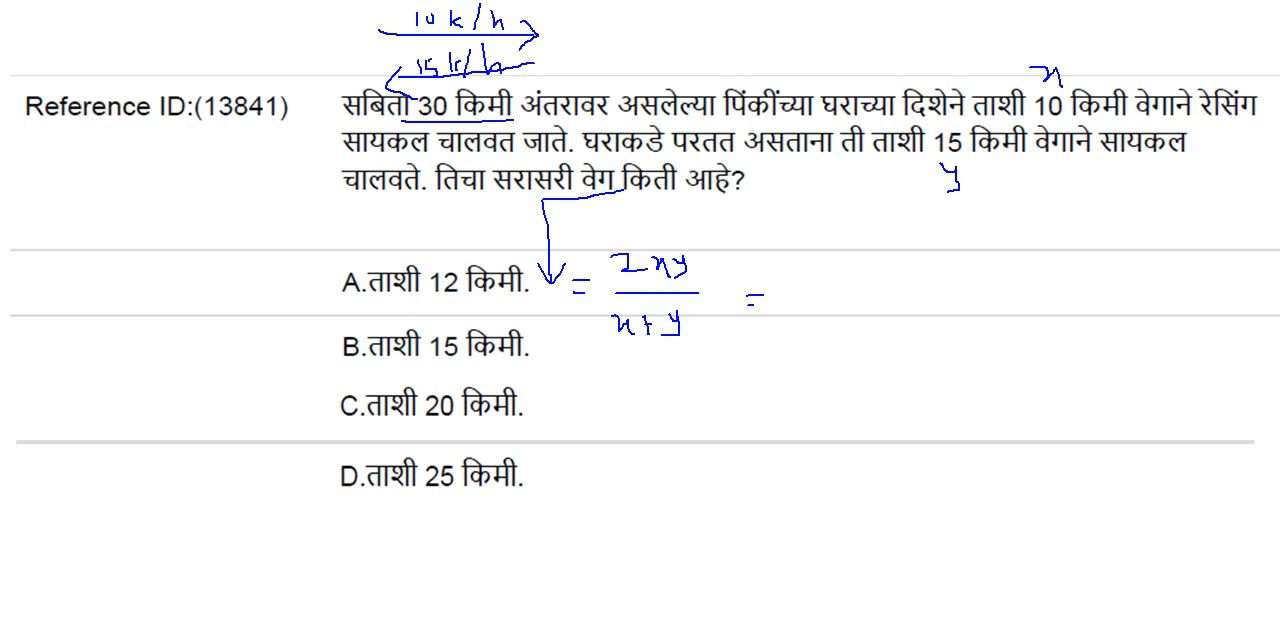 10 k/h
15 k/h
x
Reference ID:(13841) सबिता 30 किमी अंतरावर असलेल्या पिंकींच्या घराच्या दिशेने ताशी 10 किमी वेगाने रेसिंग
सायकल चालवत जाते. घराकडे परतत असताना ती ताशी 15 किमी वेगाने सायकल
चालवते. तिचा सरासरी वेग किती आहे?
y
A.ताशी 12 किमी.
= 2xy / x+y =
B.ताशी 15 किमी.
C.ताशी 20 किमी.
D.ताशी 25 किमी.